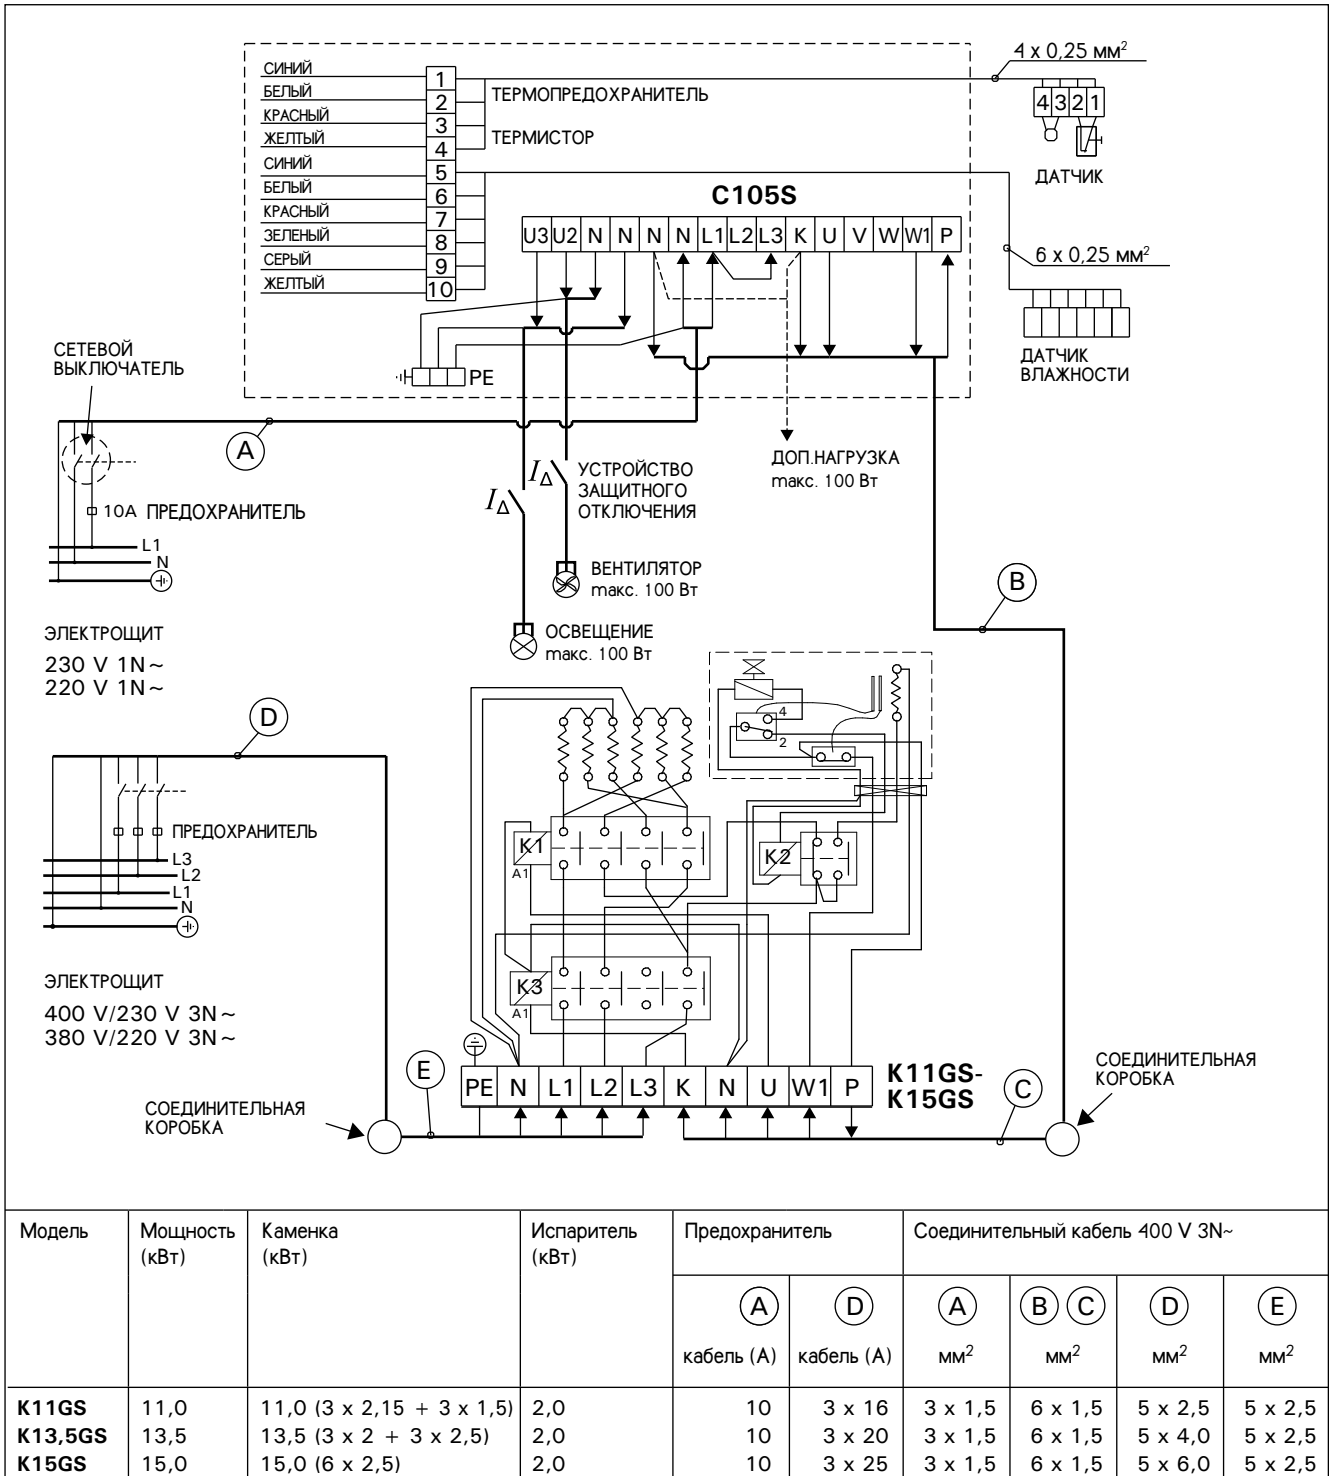 4 x 0,25 мм²
СИНИЙ 1
БЕЛЫЙ 2
КРАСНЫЙ 3
ЖЕЛТЫЙ 4
СИНИЙ 5
БЕЛЫЙ 6
КРАСНЫЙ 7
ЗЕЛЕНЫЙ 8
СЕРЫЙ 9
ЖЕЛТЫЙ 10
ТЕРМОПРЕДОХРАНИТЕЛЬ
ТЕРМИСТОР
4 3 2 1
ДАТЧИК
C105S
U3 U2 N N N N L1 L2 L3 K U V W W1 P
6 x 0,25 мм²
ДАТЧИК
ВЛАЖНОСТИ
PE
СЕТЕВОЙ
ВЫКЛЮЧАТЕЛЬ
A
10A ПРЕДОХРАНИТЕЛЬ
L1
N
ЭЛЕКТРОЩИТ
230 V 1N~
220 V 1N~
IΔ
IΔ
УСТРОЙСТВО
ЗАЩИТНОГО
ОТКЛЮЧЕНИЯ
ДОП.НАГРУЗКА
макс. 100 Вт
ВЕНТИЛЯТОР
макс. 100 Вт
ОСВЕЩЕНИЕ
макс. 100 Вт
B
D
4
2
ПРЕДОХРАНИТЕЛЬ
L3
L2
L1
N
ЭЛЕКТРОЩИТ
400 V/230 V 3N~
380 V/220 V 3N~
K1
A1
K2
K3
A1
E
PE N L1 L2 L3 K N U W1 P
K11GS-
K15GS
C
СОЕДИНИТЕЛЬНАЯ
КОРОБКА
СОЕДИНИТЕЛЬНАЯ
КОРОБКА
Модель Мощность (кВт) Каменка (кВт) Испаритель (кВт) Предохранитель Соединительный кабель 400 V 3N~
A D A B C D E
кабель (А) кабель (А) мм² мм² мм² мм²
K11GS 11,0 11,0 (3 x 2,15 + 3 x 1,5) 2,0 10 3 x 16 3 x 1,5 6 x 1,5 5 x 2,5 5 x 2,5
K13,5GS 13,5 13,5 (3 x 2 + 3 x 2,5) 2,0 10 3 x 20 3 x 1,5 6 x 1,5 5 x 4,0 5 x 2,5
K15GS 15,0 15,0 (6 x 2,5) 2,0 10 3 x 25 3 x 1,5 6 x 1,5 5 x 6,0 5 x 2,5